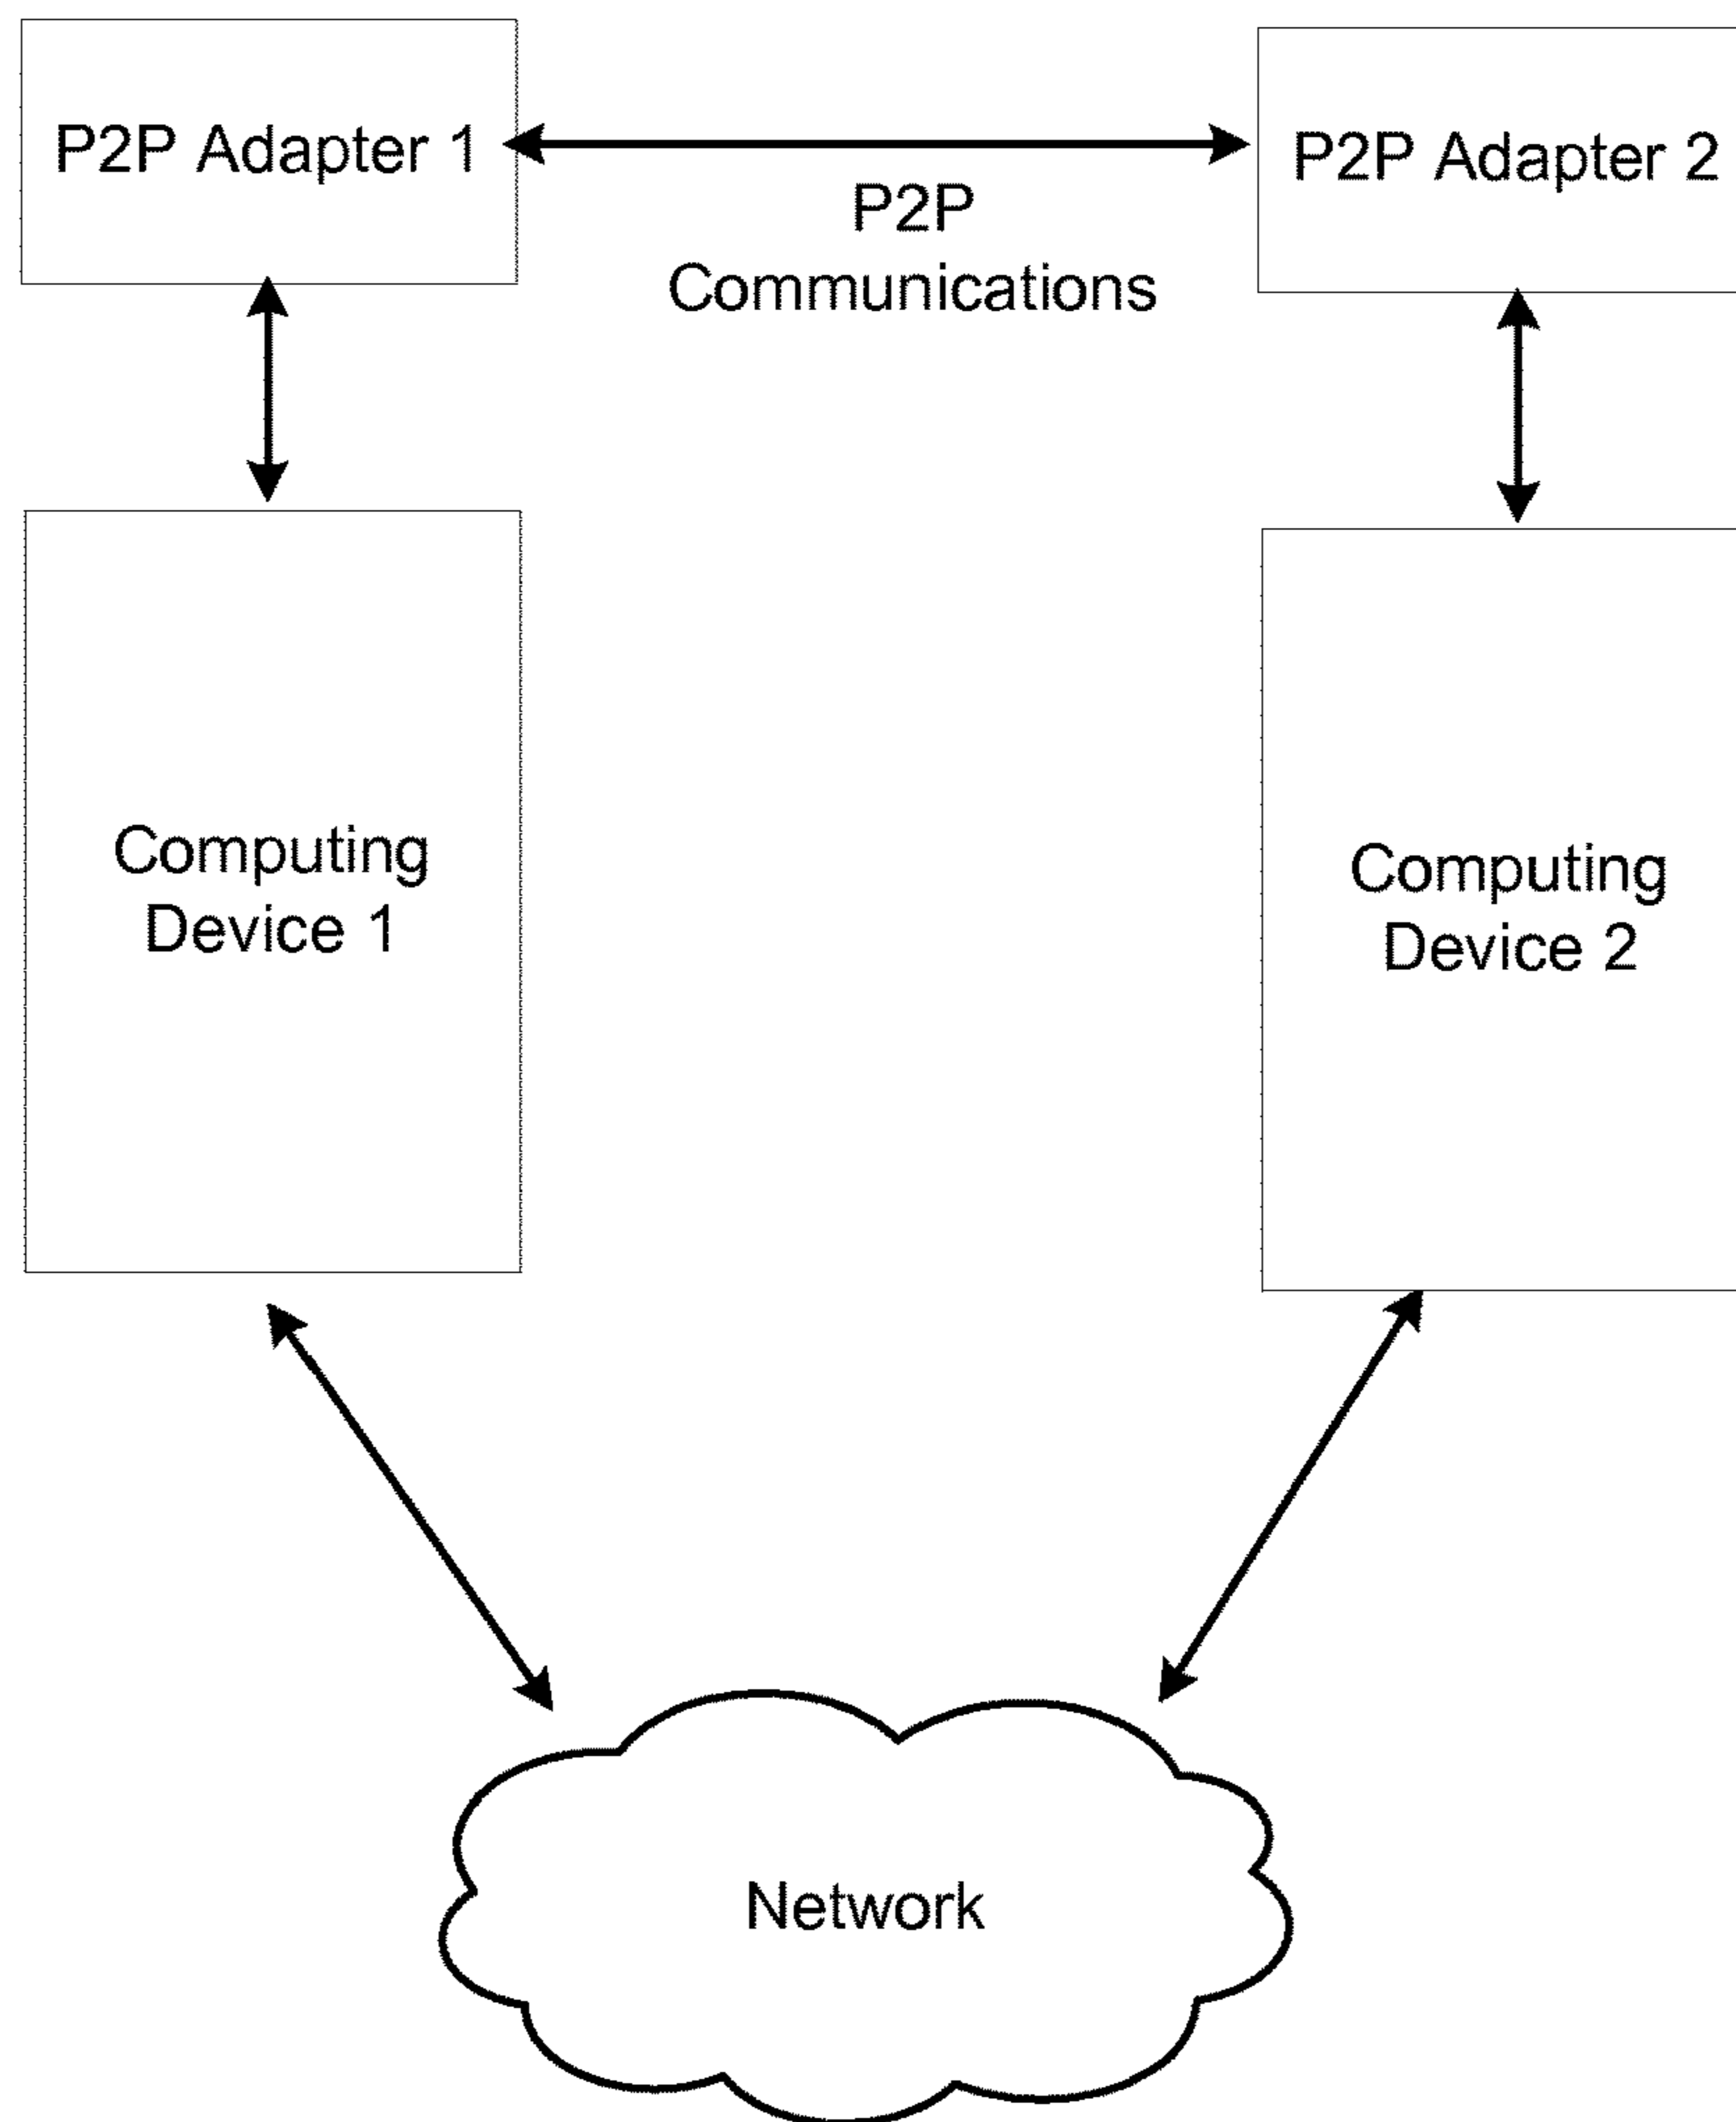 P2P Adapter 1
P2P Adapter 2
P2P
Communications
Computing
Device 1
Computing
Device 2
Network